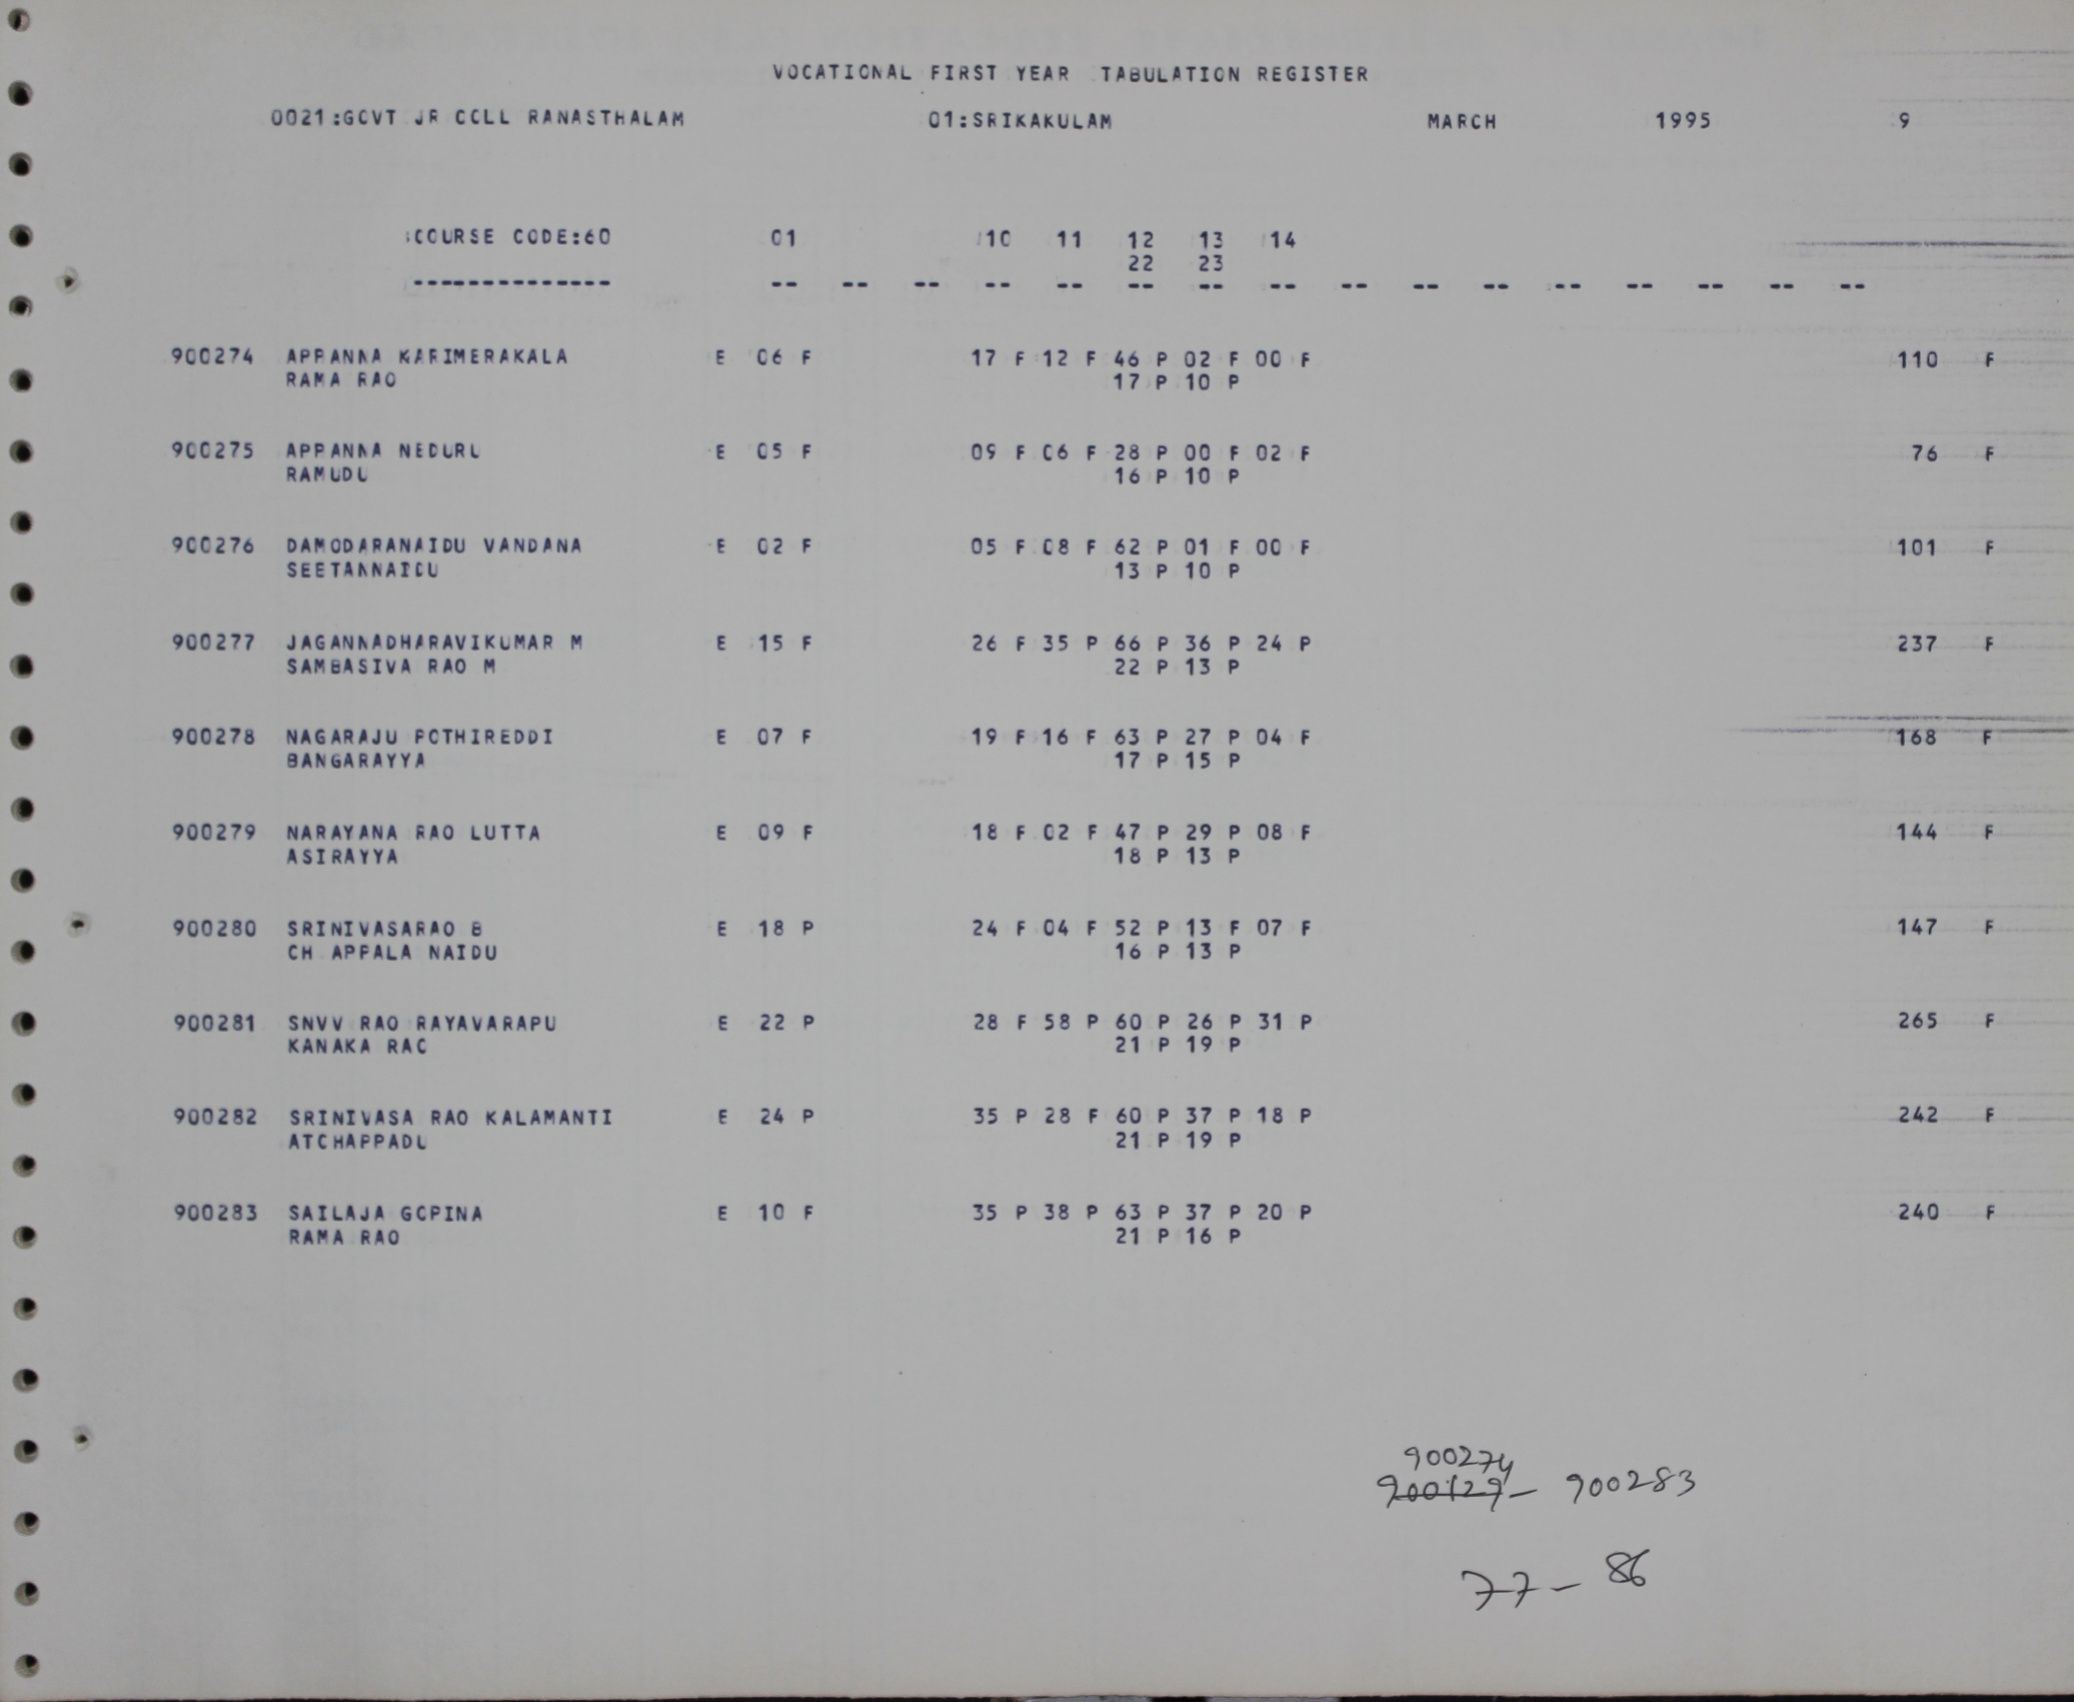 VOCATIONAL FIRST YEAR TABULATION REGISTER
0021:GOVT JR COLL RANASTHALAM 01:SRIKAKULAM MARCH 1995 9
COURSE CODE:60 01 10 11 12 13 14
22 23
-------------- -- -- -- -- -- -- -- -- -- -- -- -- -- -- -- --
900274 APPANNA KARIMERAKALA E 06 F 17 F 12 F 46 P 02 F 00 F 110 F
RAMA RAO 17 P 10 P
900275 APPANNA NEDURU E 05 F 09 F 06 F 28 P 00 F 02 F 76 F
RAMUDU 16 P 10 P
900276 DAMODARANAIDU VANDANA E 02 F 05 F 08 F 62 P 01 F 00 F 101 F
SEETANNAIDU 13 P 10 P
900277 JAGANNADHARAVIKUMAR M E 15 F 26 F 35 P 66 P 36 P 24 P 237 F
SAMBASIVA RAO M 22 P 13 P
900278 NAGARAJU POTHIREDDI E 07 F 19 F 16 F 63 P 27 P 04 F 168 F
BANGARAYYA 17 P 15 P
900279 NARAYANA RAO LUTTA E 09 F 18 F 02 F 47 P 29 P 08 F 144 F
ASIRAYYA 18 P 13 P
900280 SRINIVASARAO B E 18 P 24 F 04 F 52 P 13 F 07 F 147 F
CH APPALA NAIDU 16 P 13 P
900281 SNVV RAO RAYAVARAPU E 22 P 28 F 58 P 60 P 26 P 31 P 265 F
KANAKA RAO 21 P 19 P
900282 SRINIVASA RAO KALAMANTI E 24 P 35 P 28 F 60 P 37 P 18 P 242 F
ATCHAPPADU 21 P 19 P
900283 SAILAJA GOPINA E 10 F 35 P 38 P 63 P 37 P 20 P 240 F
RAMA RAO 21 P 16 P
900274
900129 - 900283
77 - 86